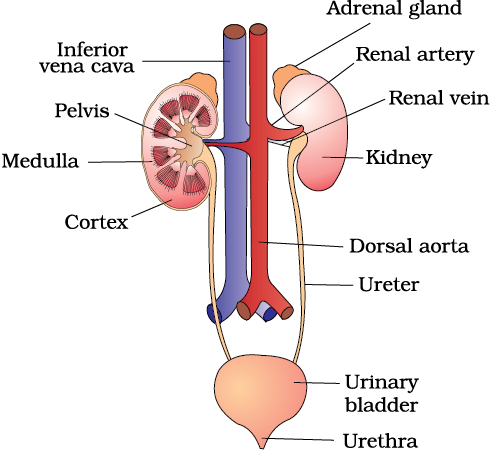 Adrenal gland
Inferior
vena cava
Renal artery
Pelvis
Renal vein
Medulla
Kidney
Cortex
Dorsal aorta
Ureter
Urinary
bladder
Urethra